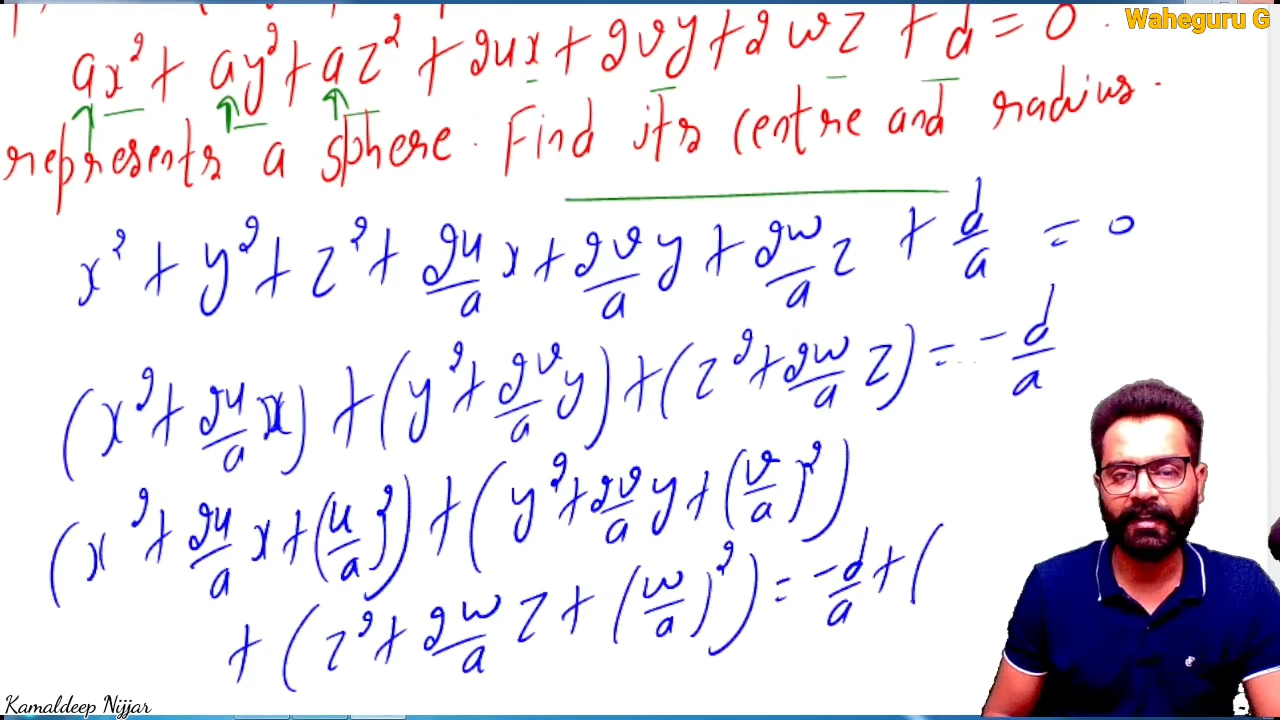 Waheguru G
ax² + ay² + az² + 2ux + 2vy + 2wz + d = 0.
represents a sphere. Find its centre and radius.
x² + y² + z² + 2u/a x + 2v/a y + 2w/a z + d/a = 0
(x² + 2u/a x) + (y² + 2v/a y) + (z² + 2w/a z) = -d/a
(x² + 2u/a x + (u/a)²) + (y² + 2v/a y + (v/a)²)
+ (z² + 2w/a z + (w/a)²) = -d/a + (
Kamaldeep Nijjar